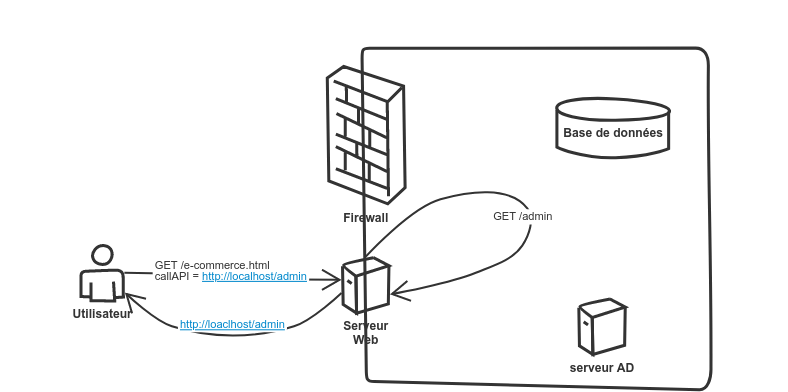 Base de données
Firewall
GET /admin
GET /e-commerce.html
callAPI = http://localhost/admin
Utilisateur
http://loaclhost/admin
Serveur
Web
serveur AD